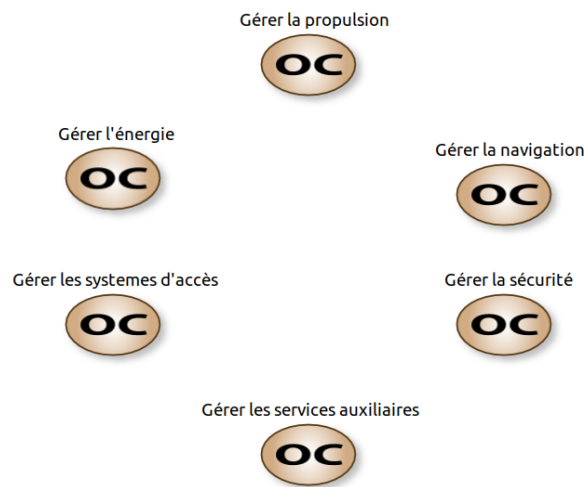 Gérer la propulsion
OC
Gérer l'énergie
OC
Gérer la navigation
OC
Gérer les systemes d'accès
OC
Gérer la sécurité
OC
Gérer les services auxiliaires
OC